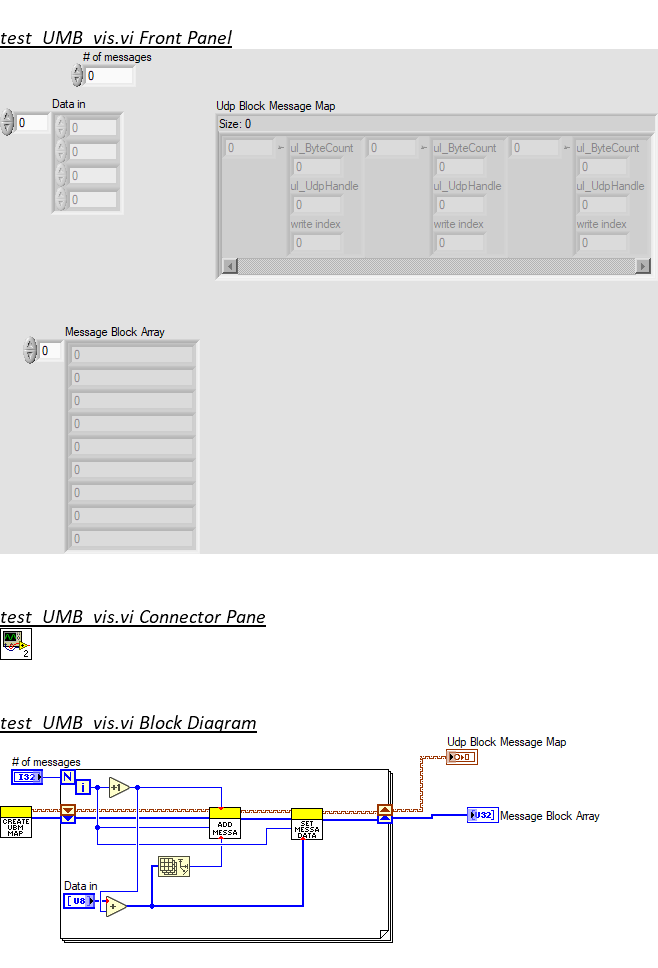 test_UMB_vis.vi Front Panel
# of messages
0
Data in
Udp Block Message Map
0
Size: 0
0
0
0
0
0
ul_ByteCount
0
ul_ByteCount
0
ul_ByteCount
0
0
0
ul_UdpHandle
ul_UdpHandle
ul_UdpHandle
0
0
0
write index
write index
write index
0
0
0
0
0
Message Block Array
0
0
0
0
0
0
0
0
0
0
test_UMB_vis.vi Connector Pane
2
test_UMB_vis.vi Block Diagram
Udp Block Message Map
# of messages
I32
N
i
+1
CREATE
UBM
MAP
ADD
MESSA
SET
MESSA
DATA
U32]
Message Block Array
Data in
[U8
+